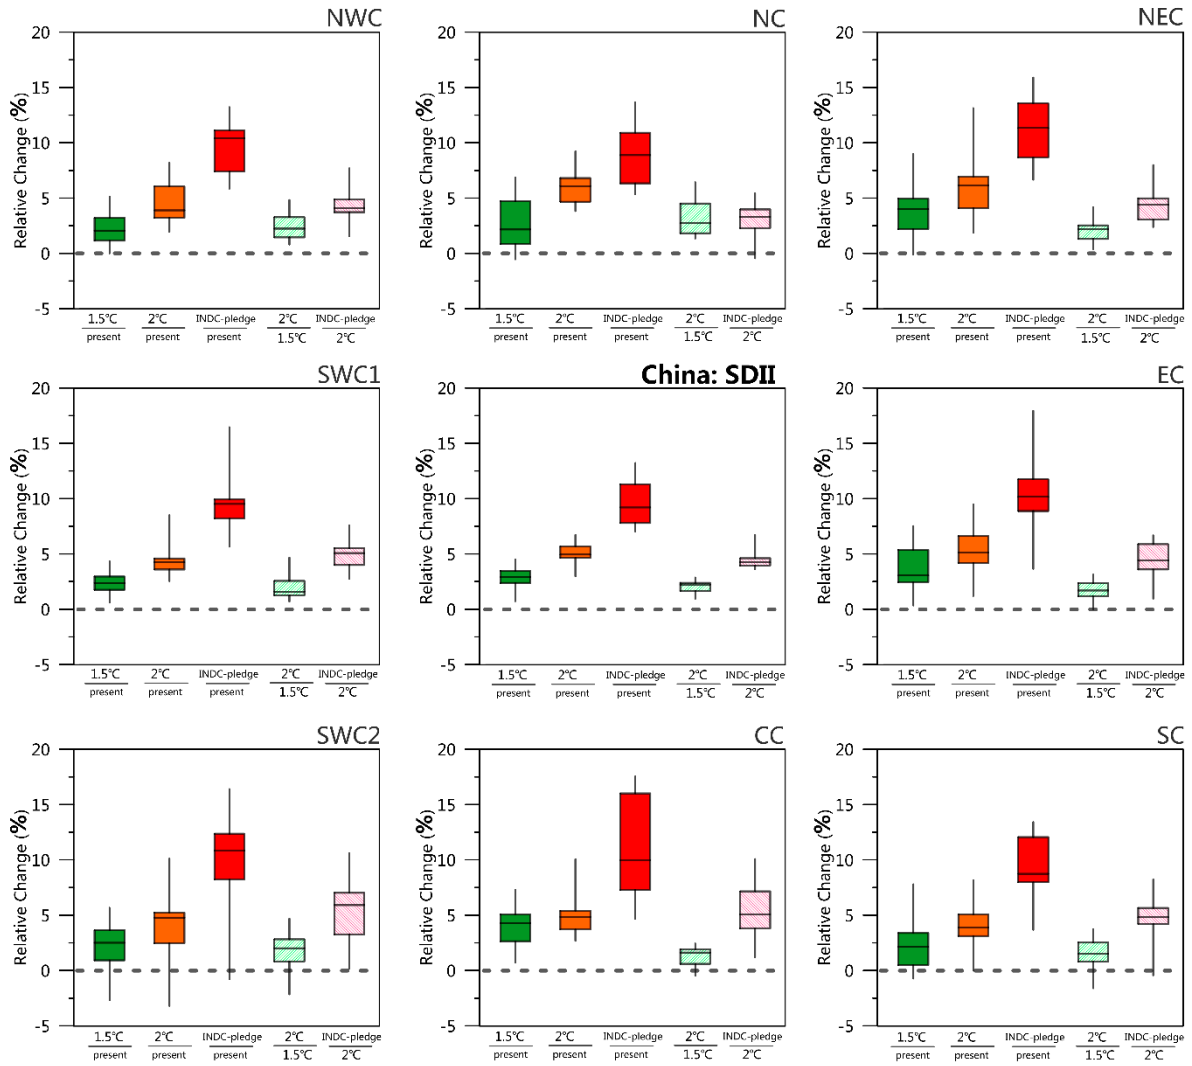 NWC
20
15
10
5
0
-5
Relative Change (%)
1.5℃ 2℃ INDC-pledge 2℃ INDC-pledge
present present present 1.5℃ 2℃
NC
20
15
10
5
0
-5
Relative Change (%)
1.5℃ 2℃ INDC-pledge 2℃ INDC-pledge
present present present 1.5℃ 2℃
NEC
20
15
10
5
0
-5
Relative Change (%)
1.5℃ 2℃ INDC-pledge 2℃ INDC-pledge
present present present 1.5℃ 2℃
SWC1
20
15
10
5
0
-5
Relative Change (%)
1.5℃ 2℃ INDC-pledge 2℃ INDC-pledge
present present present 1.5℃ 2℃
China: SDII
20
15
10
5
0
-5
Relative Change (%)
1.5℃ 2℃ INDC-pledge 2℃ INDC-pledge
present present present 1.5℃ 2℃
EC
20
15
10
5
0
-5
Relative Change (%)
1.5℃ 2℃ INDC-pledge 2℃ INDC-pledge
present present present 1.5℃ 2℃
SWC2
20
15
10
5
0
-5
Relative Change (%)
1.5℃ 2℃ INDC-pledge 2℃ INDC-pledge
present present present 1.5℃ 2℃
CC
20
15
10
5
0
-5
Relative Change (%)
1.5℃ 2℃ INDC-pledge 2℃ INDC-pledge
present present present 1.5℃ 2℃
SC
20
15
10
5
0
-5
Relative Change (%)
1.5℃ 2℃ INDC-pledge 2℃ INDC-pledge
present present present 1.5℃ 2℃